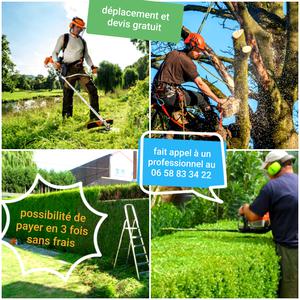 déplacement et
devis gratuit
fait appel à un
professionnel au
06 58 83 34 22
possibilité de
payer en 3 fois
sans frais